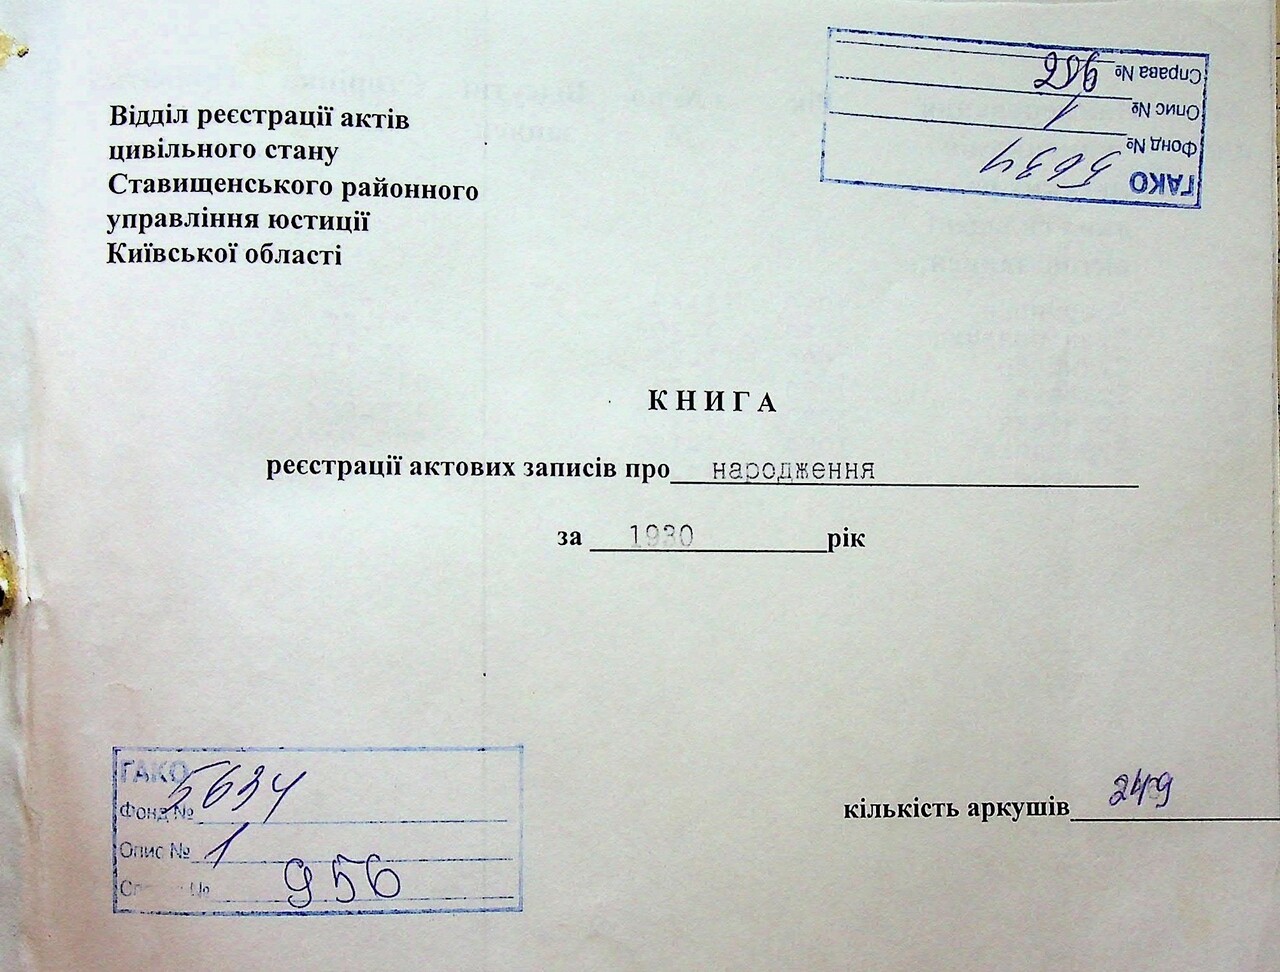 Відділ реєстрації актів
цивільного стану
Ставищенського районного
управління юстиції
Київської області
ГАКО
Фонд № 5634
Опис № 1
Справа № 956
К Н И Г А
реєстрації актових записів про народження
за 1930 рік
ГАКО
Фонд № 5634
Опис № 1
№ 956
кількість аркушів 249